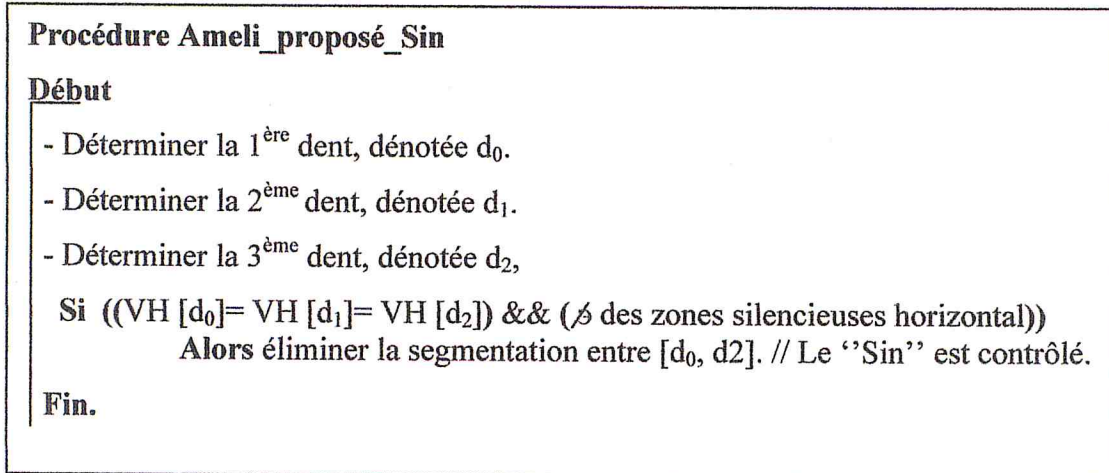 Procédure Ameli_proposé_Sin
Début
- Déterminer la 1ère dent, dénotée d0.
- Déterminer la 2ème dent, dénotée d1.
- Déterminer la 3ème dent, dénotée d2,
Si ((VH [d0]= VH [d1]= VH [d2]) && (∄ des zones silencieuses horizontal))
Alors éliminer la segmentation entre [d0, d2]. // Le ‘’Sin’’ est contrôlé.
Fin.